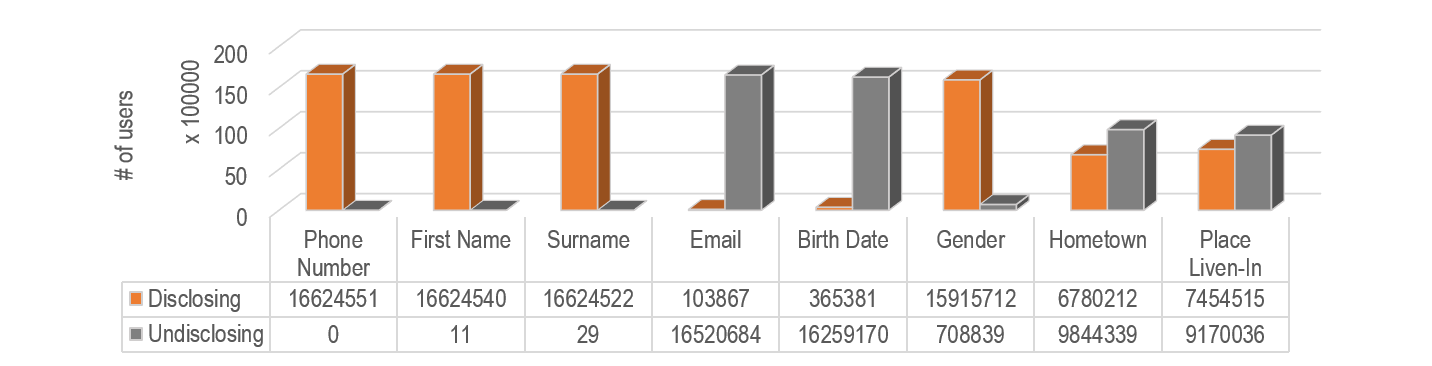 # of users
x 100000
200
150
100
50
0
Phone Number First Name Surname Email Birth Date Gender Hometown Place Liven-In
Disclosing 16624551 16624540 16624522 103867 365381 15915712 6780212 7454515
Undisclosing 0 11 29 16520684 16259170 708839 9844339 9170036